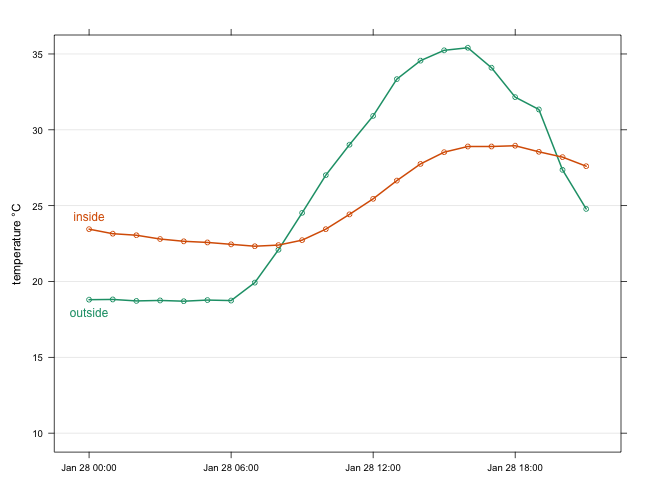 35
30
25
20
15
10
temperature °C
inside
outside
Jan 28 00:00
Jan 28 06:00
Jan 28 12:00
Jan 28 18:00